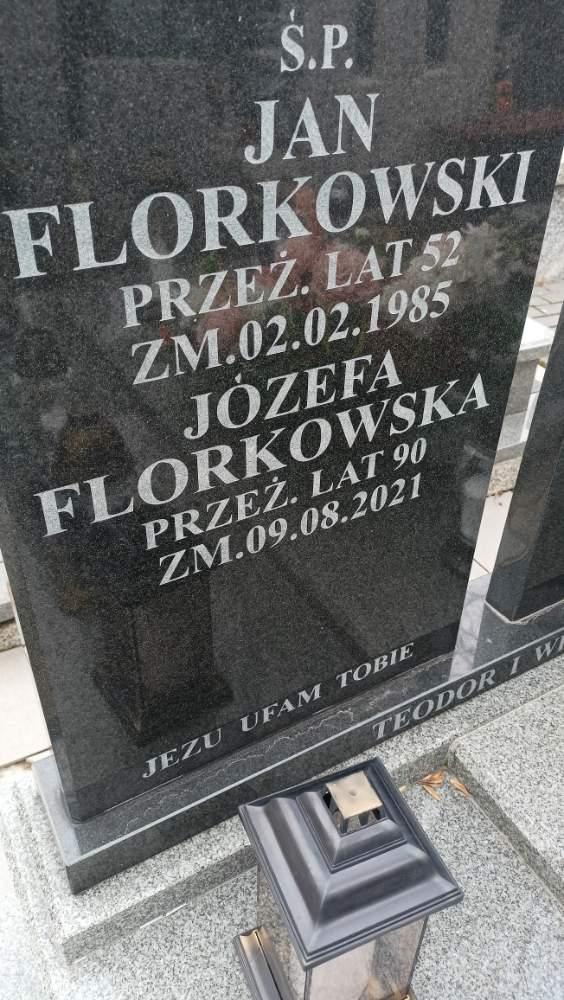 Ś.P.
JAN
FLORKOWSKI
PRZEŻ. LAT 52
ZM.02.02.1985
JÓZEFA
FLORKOWSKA
PRZEŻ. LAT 90
ZM.09.08.2021
JEZU UFAM TOBIE
TEODOR I